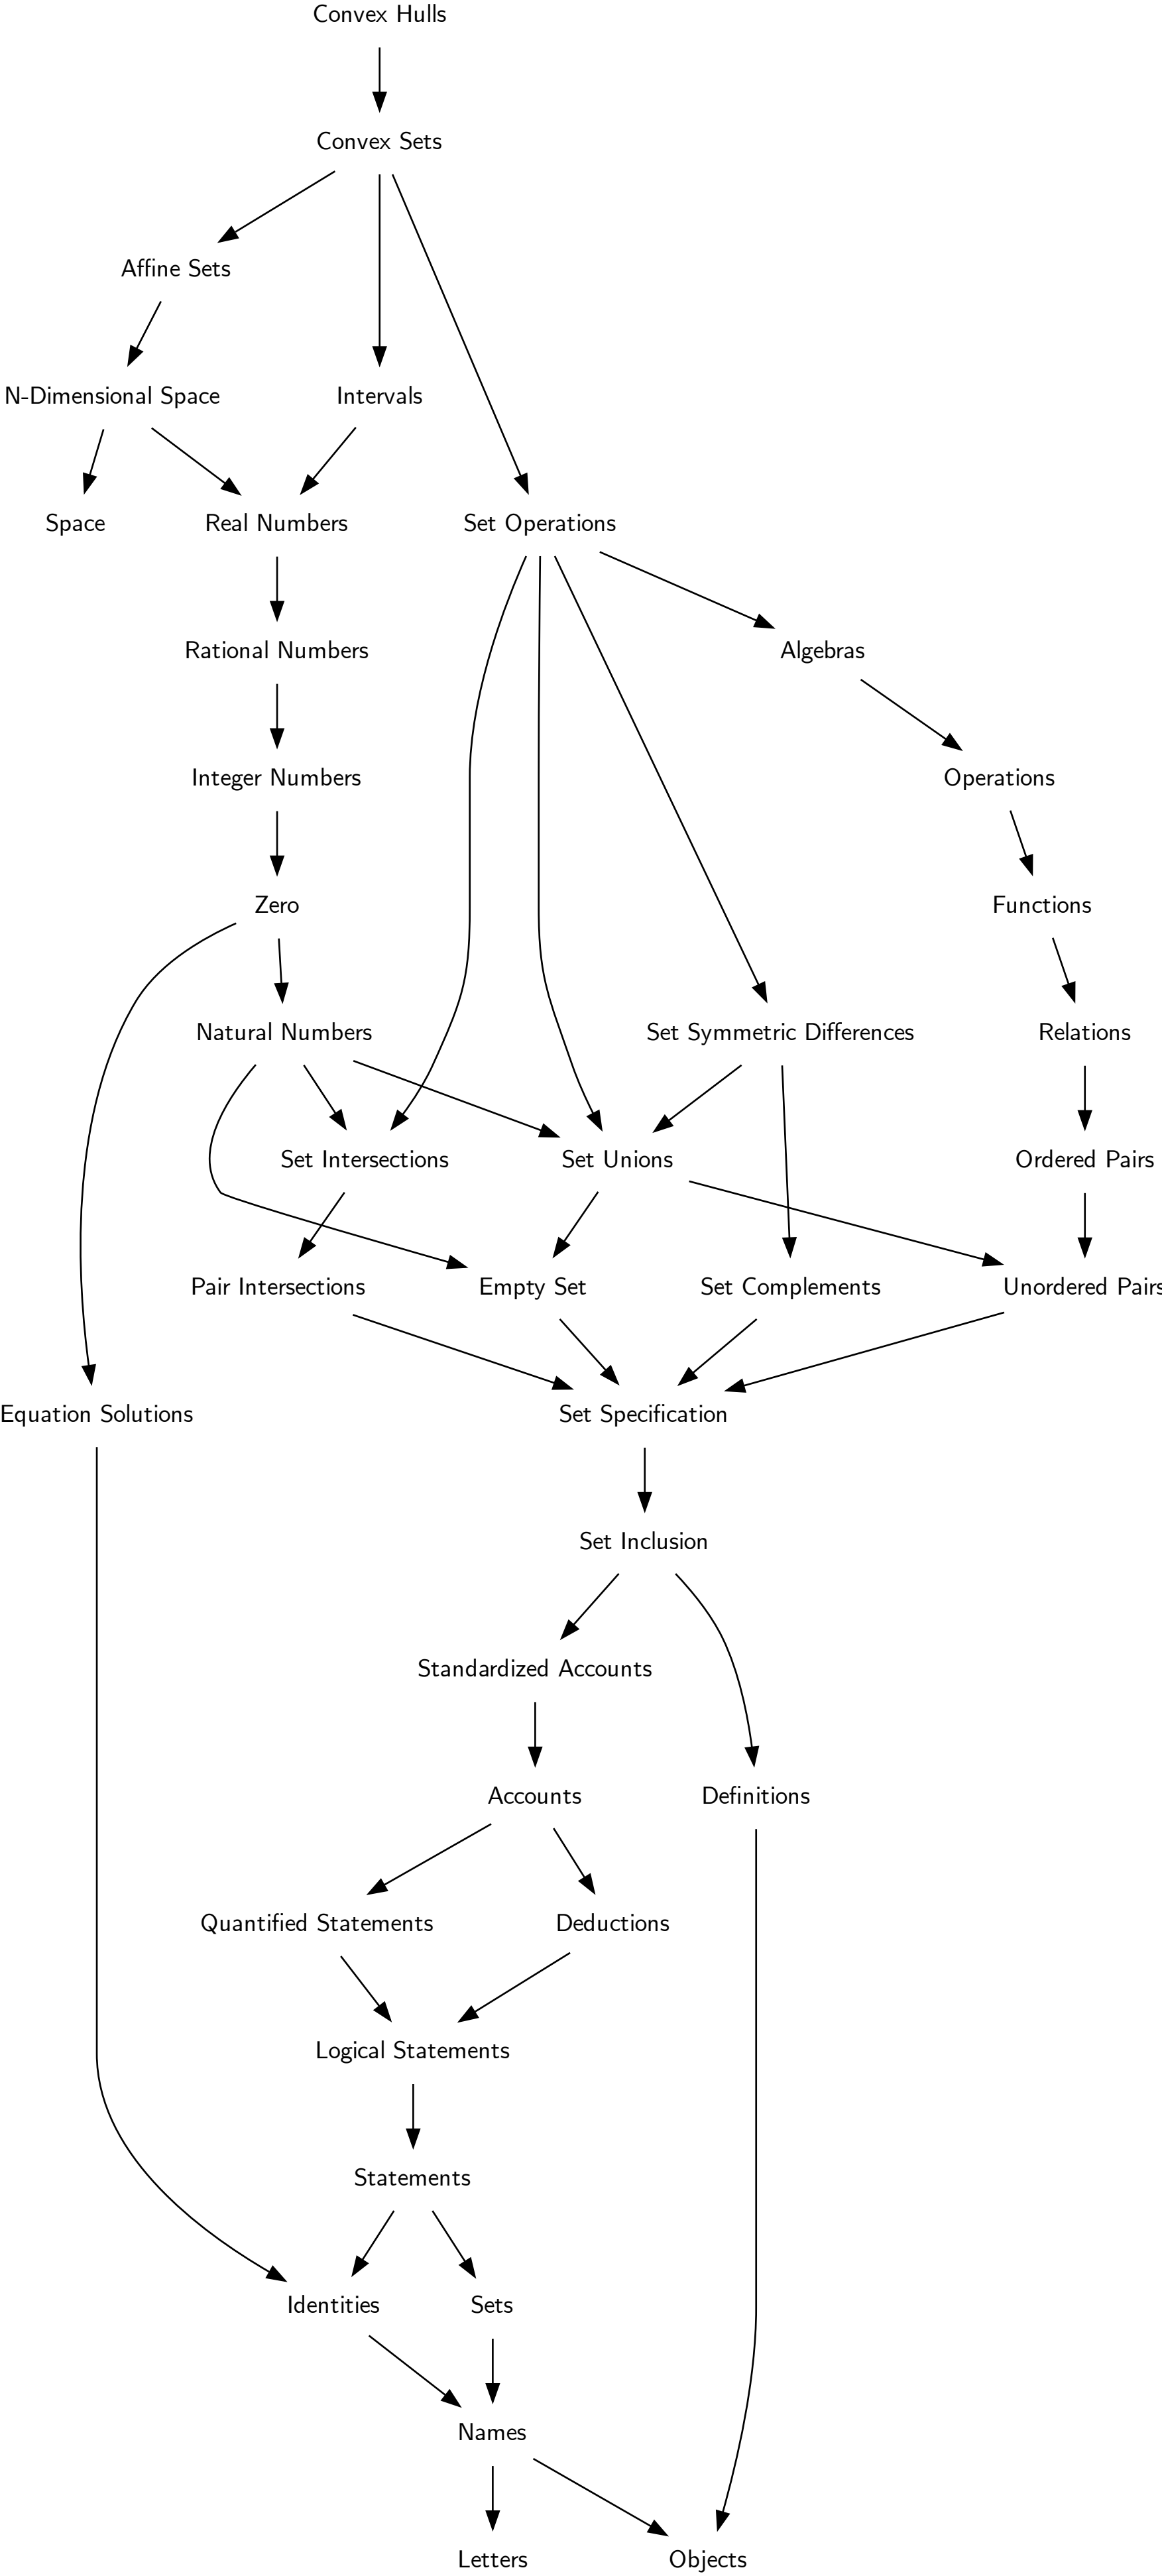 Convex Hulls
Convex Sets
Affine Sets
N-Dimensional Space
Intervals
Space
Real Numbers
Set Operations
Rational Numbers
Algebras
Integer Numbers
Operations
Zero
Functions
Natural Numbers
Set Symmetric Differences
Relations
Set Intersections
Set Unions
Ordered Pairs
Pair Intersections
Empty Set
Set Complements
Unordered Pairs
Equation Solutions
Set Specification
Set Inclusion
Standardized Accounts
Accounts
Definitions
Quantified Statements
Deductions
Logical Statements
Statements
Identities
Sets
Names
Letters
Objects